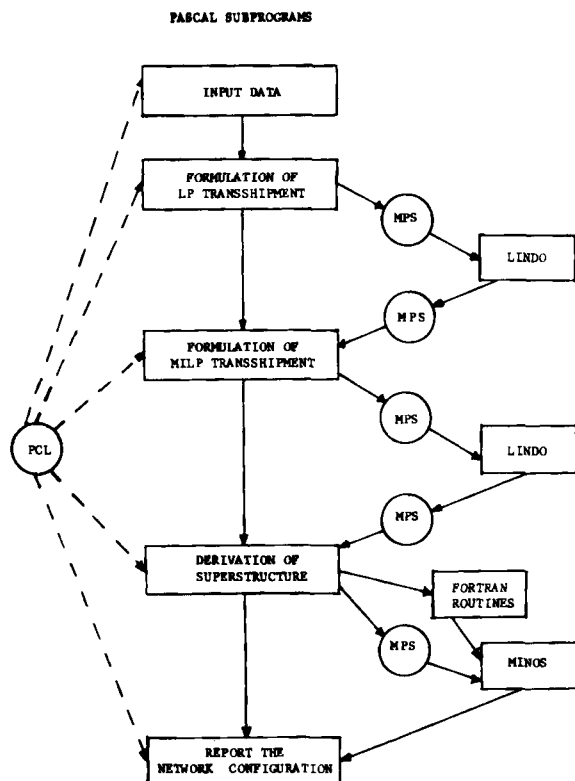 PASCAL SUBPROGRAMS
INPUT DATA
FORMULATION OF
LP TRANSSHIPMENT
MPS
LINDO
MPS
FORMULATION OF
MILP TRANSSHIPMENT
MPS
PCL
LINDO
MPS
DERIVATION OF
SUPERSTRUCTURE
FORTRAN
ROUTINES
MPS
MINOS
REPORT THE
NETWORK CONFIGURATION